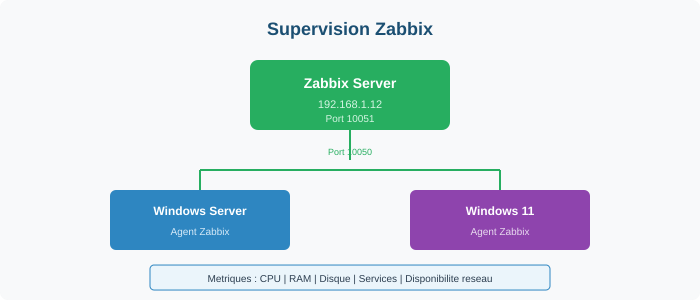 Supervision Zabbix
Zabbix Server
192.168.1.12
Port 10051
Port 10050
Windows Server
Agent Zabbix
Windows 11
Agent Zabbix
Metriques : CPU | RAM | Disque | Services | Disponibilite reseau